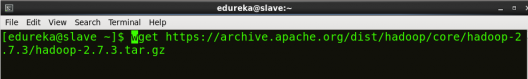 edureka@slave:~
File Edit View Search Terminal Help
[edureka@slave ~]$ wget https://archive.apache.org/dist/hadoop/core/hadoop-2
.7.3/hadoop-2.7.3.tar.gz